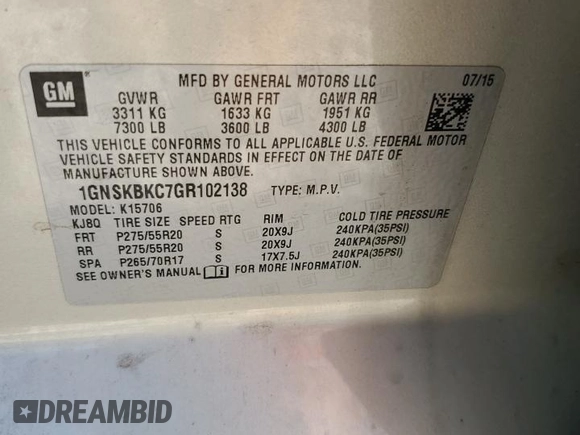 GM
MFD BY GENERAL MOTORS LLC 07/15
GVWR GAWR FRT GAWR RR
3311 KG 1633 KG 1951 KG
7300 LB 3600 LB 4300 LB
THIS VEHICLE CONFORMS TO ALL APPLICABLE U.S. FEDERAL MOTOR
VEHICLE SAFETY STANDARDS IN EFFECT ON THE DATE OF
MANUFACTURE SHOWN ABOVE.
1GNSKBKC7GR102138 TYPE: M.P.V.
MODEL: K15706
KJ8Q TIRE SIZE SPEED RTG RIM COLD TIRE PRESSURE
FRT P275/55R20 S 20X9J 240KPA(35PSI)
RR P275/55R20 S 20X9J 240KPA(35PSI)
SPA P265/70R17 S 17X7.5J 240KPA(35PSI)
SEE OWNER'S MANUAL FOR MORE INFORMATION
DREAMBID